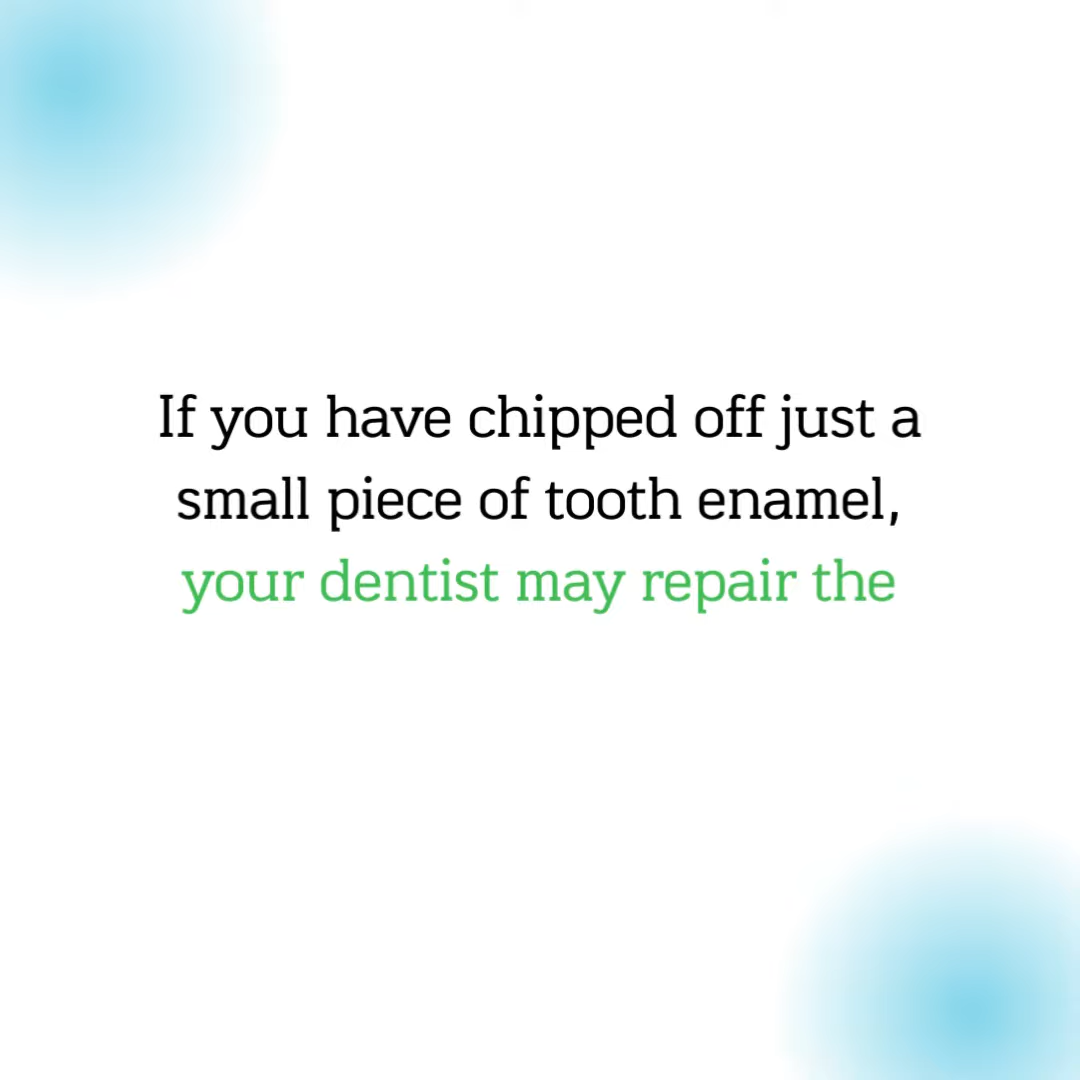 If you have chipped off just a
small piece of tooth enamel,
your dentist may repair the